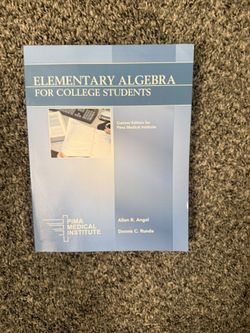 ELEMENTARY ALGEBRA
FOR COLLEGE STUDENTS
Custom Edition for
Pima Medical Institute
Allen R. Angel
Dennis C. Runde
PIMA
MEDICAL
INSTITUTE